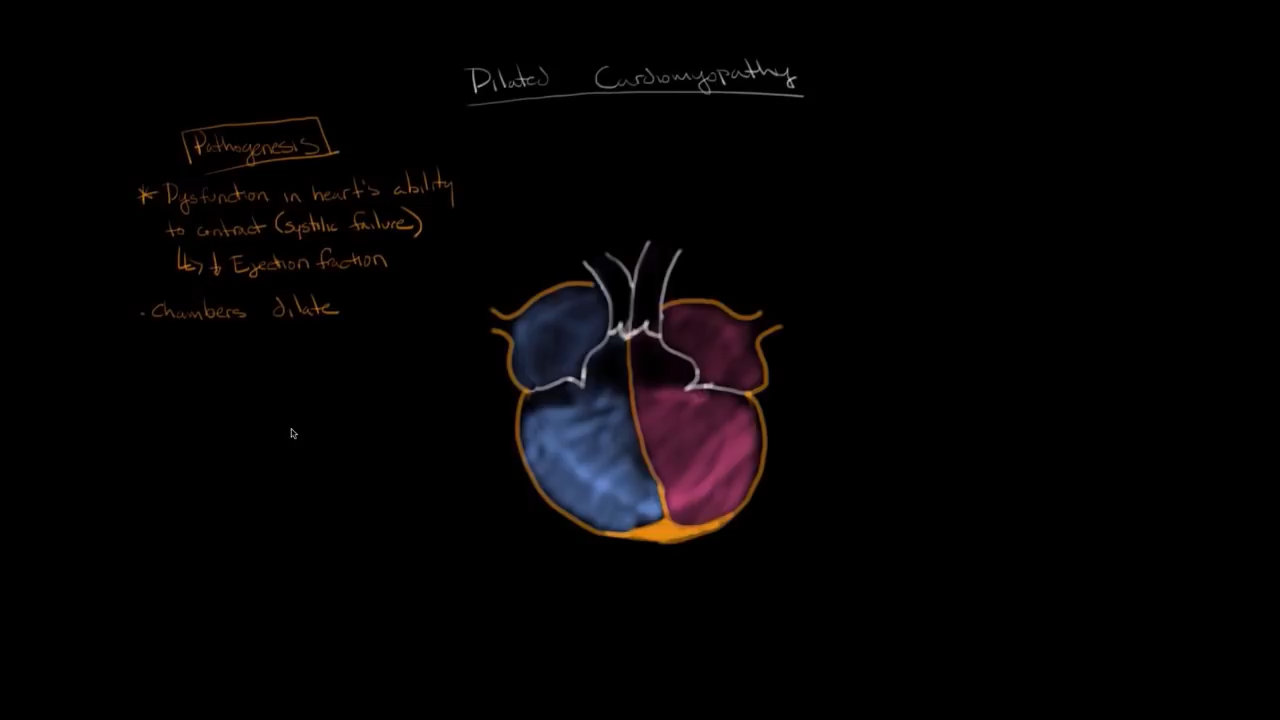 Dilated Cardiomyopathy
Pathogenesis
* Dysfunction in heart's ability
to contract (systolic failure)
↳ ↓ Ejection fraction
• Chambers dilate